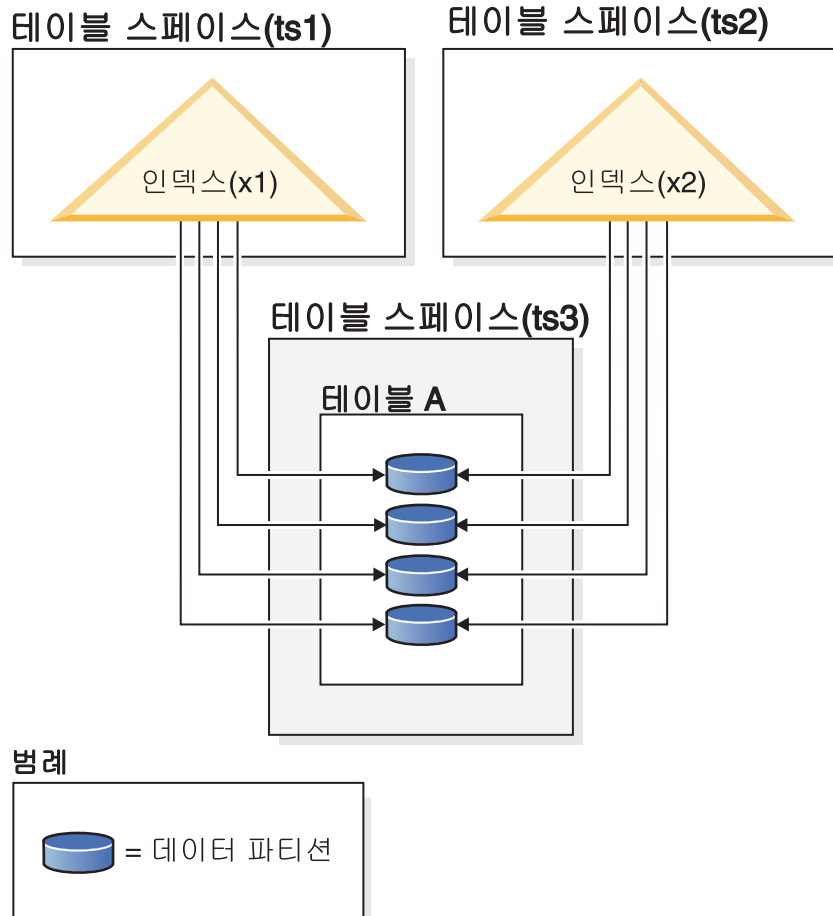 테이블 스페이스(ts1)
테이블 스페이스(ts2)
인덱스(x1)
인덱스(x2)
테이블 스페이스(ts3)
테이블 A
범례
= 데이터 파티션